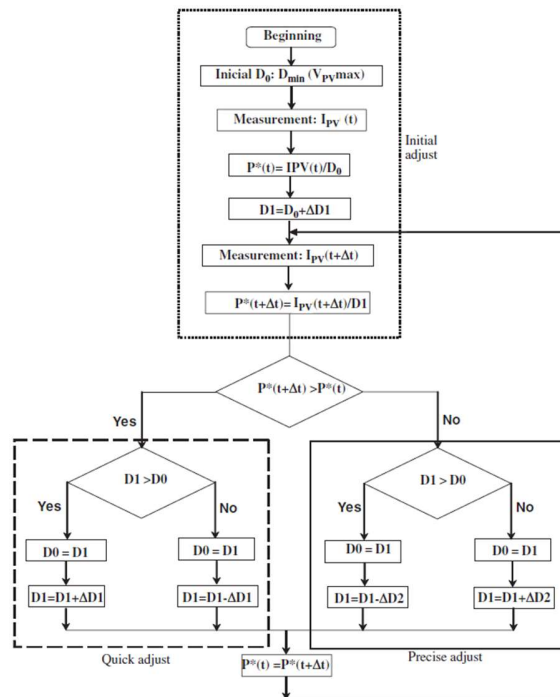 Beginning
Inicial D₀: Dmin (VPVmax)
Measurement: IPV (t)
Initial
adjust
P*(t)= IPV(t)/D₀
D1=D₀+ΔD1
Measurement: IPV(t+Δt)
P*(t+Δt)= IPV(t+Δt)/D1
P*(t+Δt) >P*(t)
Yes
No
D1 >D0
D1 > D0
Yes
No
Yes
No
D0 = D1
D0 = D1
D0 = D1
D0 = D1
D1=D1+ΔD1
D1=D1-ΔD1
D1=D1-ΔD2
D1=D1+ΔD2
Quick adjust
P*(t) =P*(t+Δt)
Precise adjust